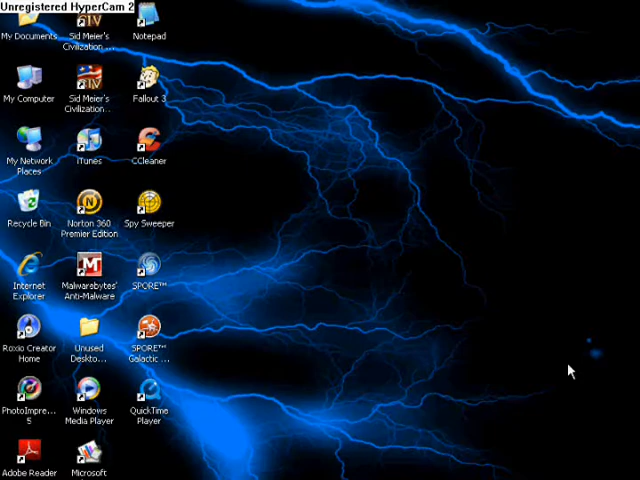 Unregistered HyperCam 2
My Documents
Sid Meier's
Civilization ...
Notepad
My Computer
Sid Meier's
Civilization...
Fallout 3
My Network
Places
iTunes
CCleaner
Recycle Bin
Norton 360
Premier Edition
Spy Sweeper
Internet
Explorer
Malwarebytes'
Anti-Malware
SPORE™
Roxio Creator
Home
Unused
Deskto...
SPORE™
Galactic ...
PhotoImpre...
5
Windows
Media Player
QuickTime
Player
Adobe Reader
Microsoft